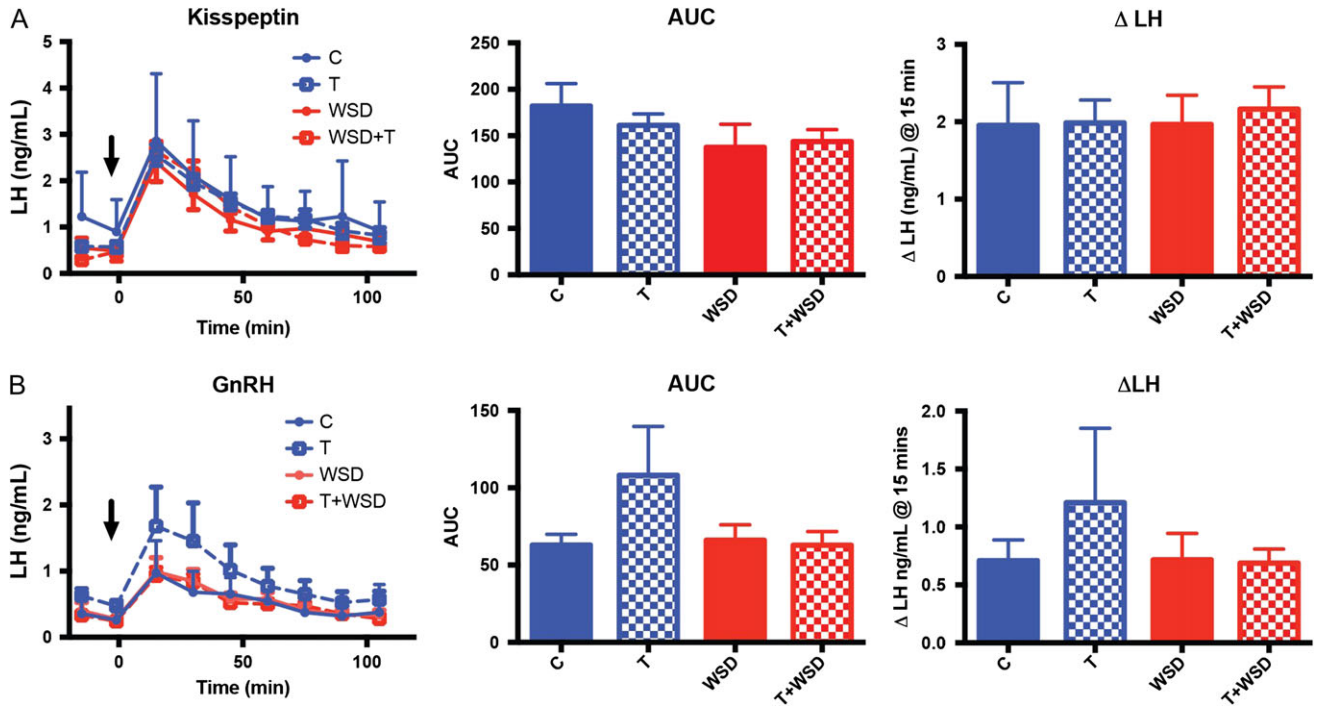 A
Kisspeptin
LH (ng/mL)
5
4
3
2
1
0
0
50
100
Time (min)
C
T
WSD
WSD+T
AUC
AUC
250
200
150
100
50
0
C
T
WSD
T+WSD
Δ LH
Δ LH (ng/mL) @ 15 min
3
2
1
0
C
T
WSD
T+WSD
B
GnRH
LH (ng/mL)
3
2
1
0
0
50
100
Time (min)
C
T
WSD
T+WSD
AUC
AUC
150
100
50
0
C
T
WSD
T+WSD
ΔLH
Δ LH ng/mL @ 15 mins
2.0
1.5
1.0
0.5
0.0
C
T
WSD
T+WSD